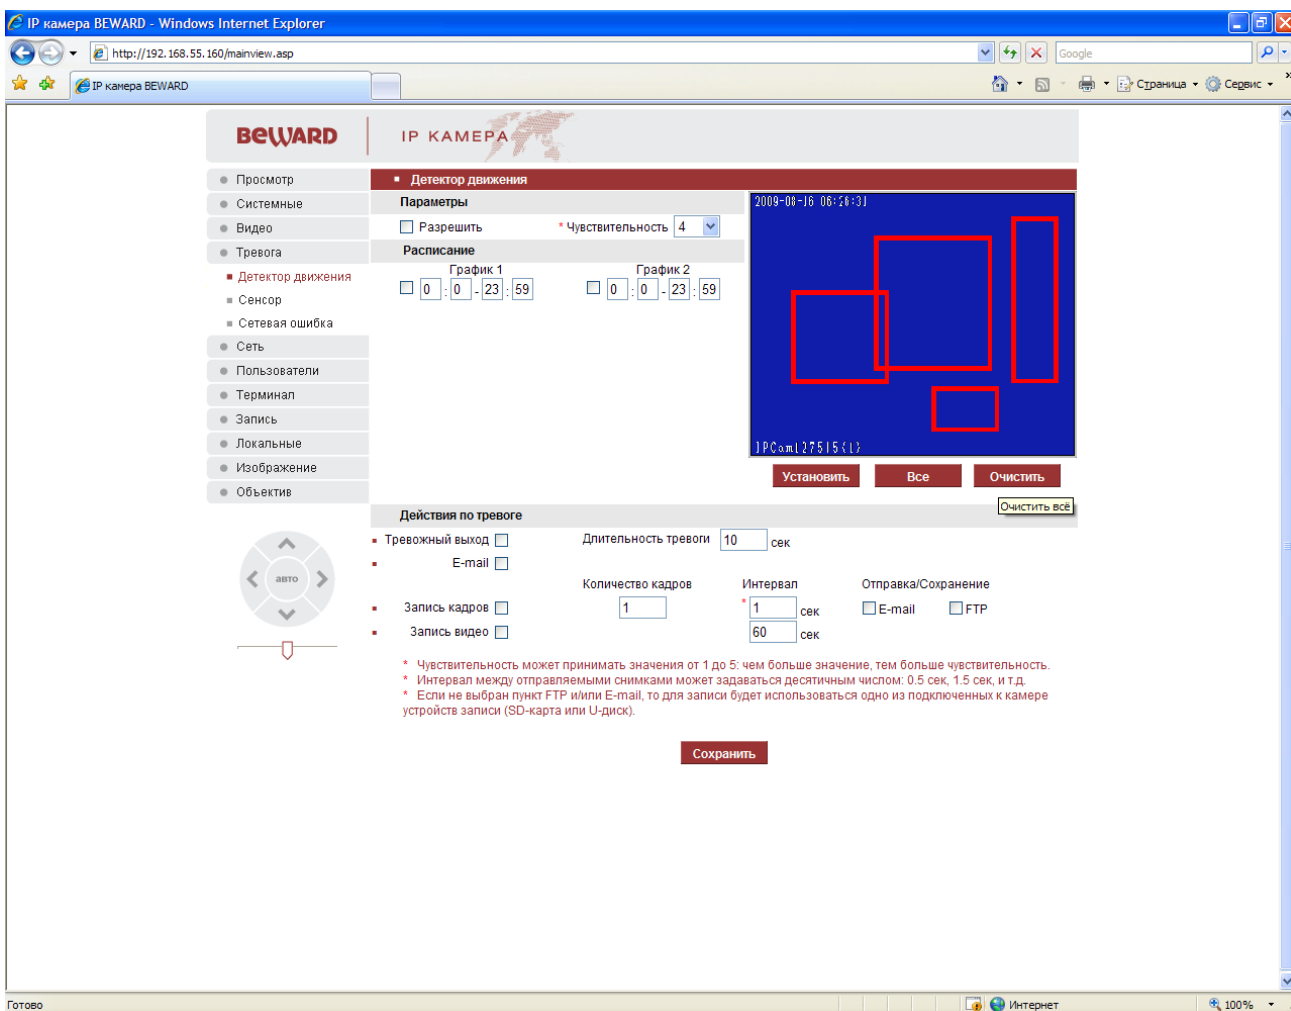 IP камера BEWARD - Windows Internet Explorer
http://192.168.55.160/mainview.asp
Google
IP камера BEWARD
Страница
Сервис
BEWARD
IP КАМЕРА
Просмотр
Системные
Видео
Тревога
Детектор движения
Сенсор
Сетевая ошибка
Сеть
Пользователи
Терминал
Запись
Локальные
Изображение
Объектив
авто
Детектор движения
Параметры
Разрешить * Чувствительность 4
Расписание
График 1 График 2
0 : 0 - 23 : 59 0 : 0 - 23 : 59
Установить Все Очистить
Очистить всё
Действия по тревоге
Тревожный выход Длительность тревоги 10 сек
E-mail
Количество кадров Интервал Отправка/Сохранение
Запись кадров 1 * 1 сек E-mail FTP
Запись видео 60 сек
* Чувствительность может принимать значения от 1 до 5: чем больше значение, тем больше чувствительность.
* Интервал между отправляемыми снимками может задаваться десятичным числом: 0.5 сек, 1.5 сек, и т.д.
* Если не выбран пункт FTP и/или E-mail, то для записи будет использоваться одно из подключенных к камере
устройств записи (SD-карта или U-диск).
Сохранить
Готово
Интернет
100%